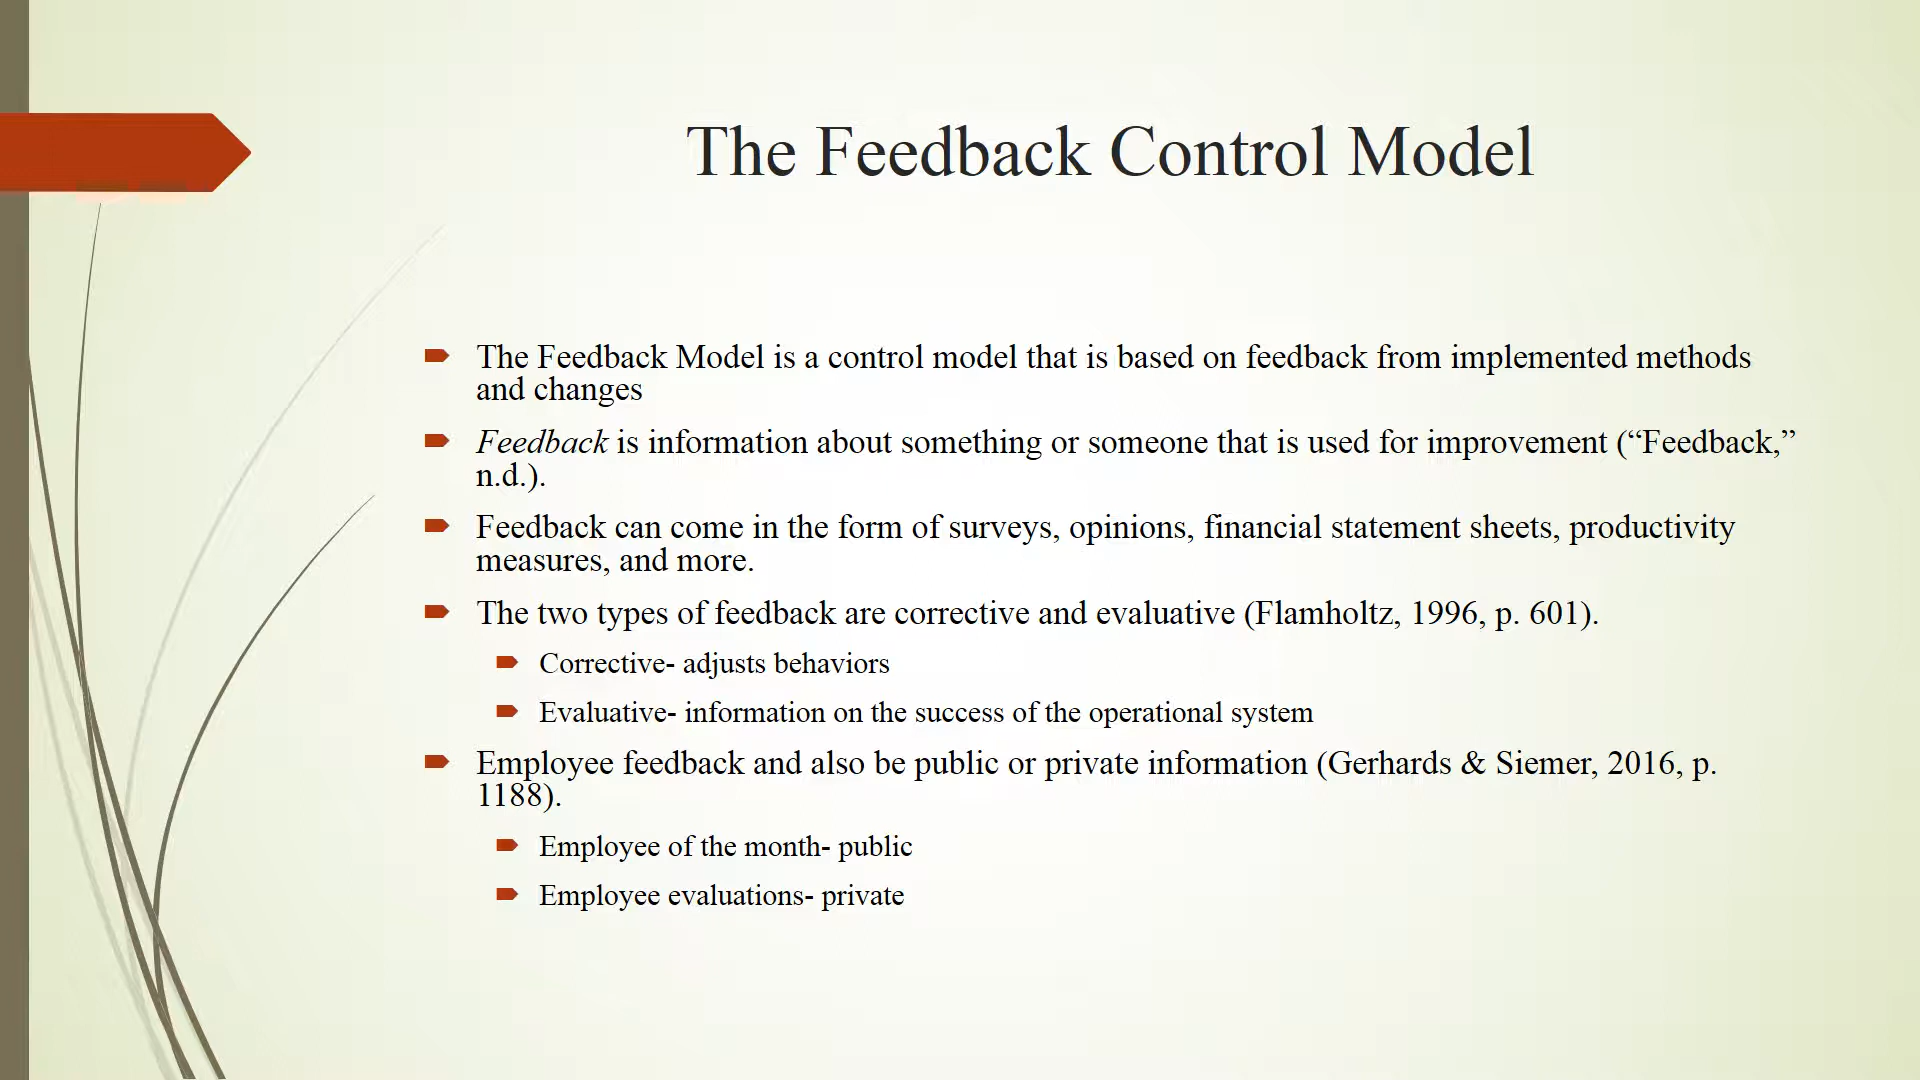 The Feedback Control Model
The Feedback Model is a control model that is based on feedback from implemented methods
and changes
Feedback is information about something or someone that is used for improvement (“Feedback,”
n.d.).
Feedback can come in the form of surveys, opinions, financial statement sheets, productivity
measures, and more.
The two types of feedback are corrective and evaluative (Flamholtz, 1996, p. 601).
Corrective- adjusts behaviors
Evaluative- information on the success of the operational system
Employee feedback and also be public or private information (Gerhards & Siemer, 2016, p.
1188).
Employee of the month- public
Employee evaluations- private